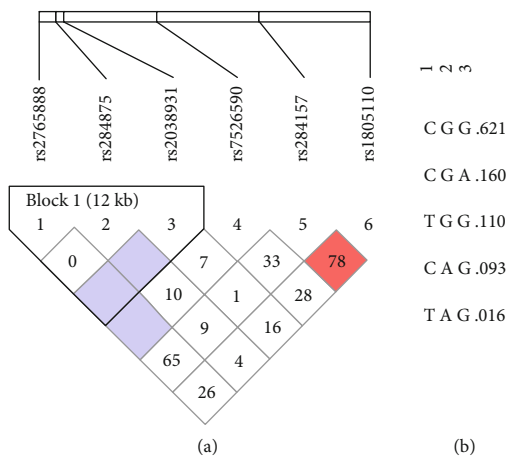 rs2765888
rs284875
rs2038931
rs7526590
rs284157
rs1805110
Block 1 (12 kb)
1 2 3 4 5 6
0 7 33 78
10 1 28
9 16
65 4
26
(a)
1 2 3
C G G .621
C G A .160
T G G .110
C A G .093
T A G .016
(b)